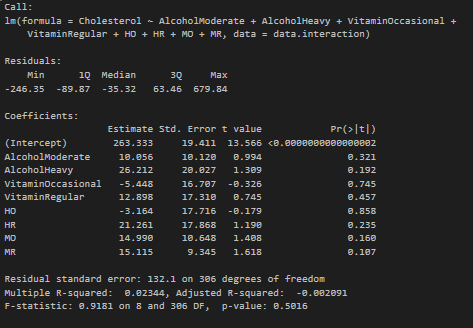 Call:
lm(formula = Cholesterol ~ AlcoholModerate + AlcoholHeavy + VitaminOccasional +
    VitaminRegular + HO + HR + MO + MR, data = data.interaction)
Residuals:
    Min      1Q  Median      3Q     Max
-246.35  -89.87  -35.32   63.46  679.84
Coefficients:
                  Estimate Std. Error t value            Pr(>|t|)
(Intercept)        263.333     19.411  13.566 <0.0000000000000002
AlcoholModerate     10.056     10.120   0.994               0.321
AlcoholHeavy        26.212     20.027   1.309               0.192
VitaminOccasional   -5.448     16.707  -0.326               0.745
VitaminRegular      12.898     17.310   0.745               0.457
HO                  -3.164     17.716  -0.179               0.858
HR                  21.261     17.868   1.190               0.235
MO                  14.990     10.648   1.408               0.160
MR                  15.115      9.345   1.618               0.107
Residual standard error: 132.1 on 306 degrees of freedom
Multiple R-squared:  0.02344, Adjusted R-squared:  -0.002091
F-statistic: 0.9181 on 8 and 306 DF,  p-value: 0.5016